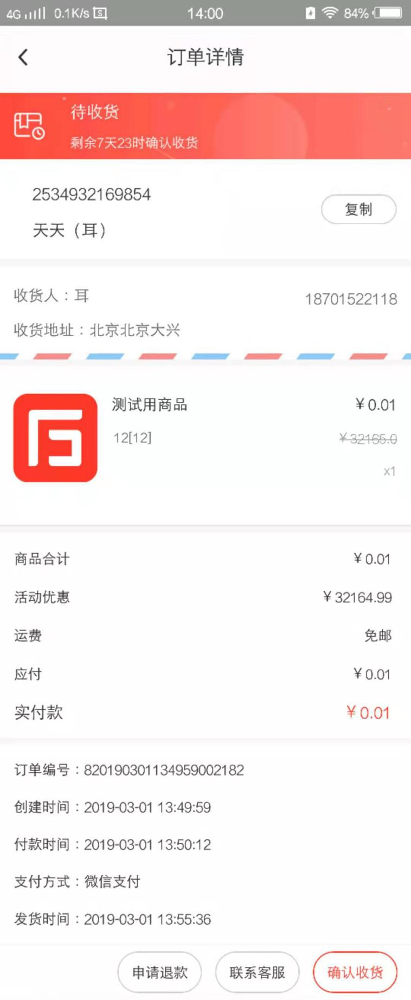 4G 0.1K/s 14:00 84%
订单详情
待收货
剩余7天23时确认收货
2534932169854
复制
天天（耳）
收货人：耳 18701522118
收货地址：北京北京大兴
测试用商品 ￥0.01
12[12] ￥32165.0
x1
商品合计 ￥0.01
活动优惠 ￥32164.99
运费 免邮
应付 ￥0.01
实付款 ￥0.01
订单编号：820190301134959002182
创建时间：2019-03-01 13:49:59
付款时间：2019-03-01 13:50:12
支付方式：微信支付
发货时间：2019-03-01 13:55:36
申请退款 联系客服 确认收货